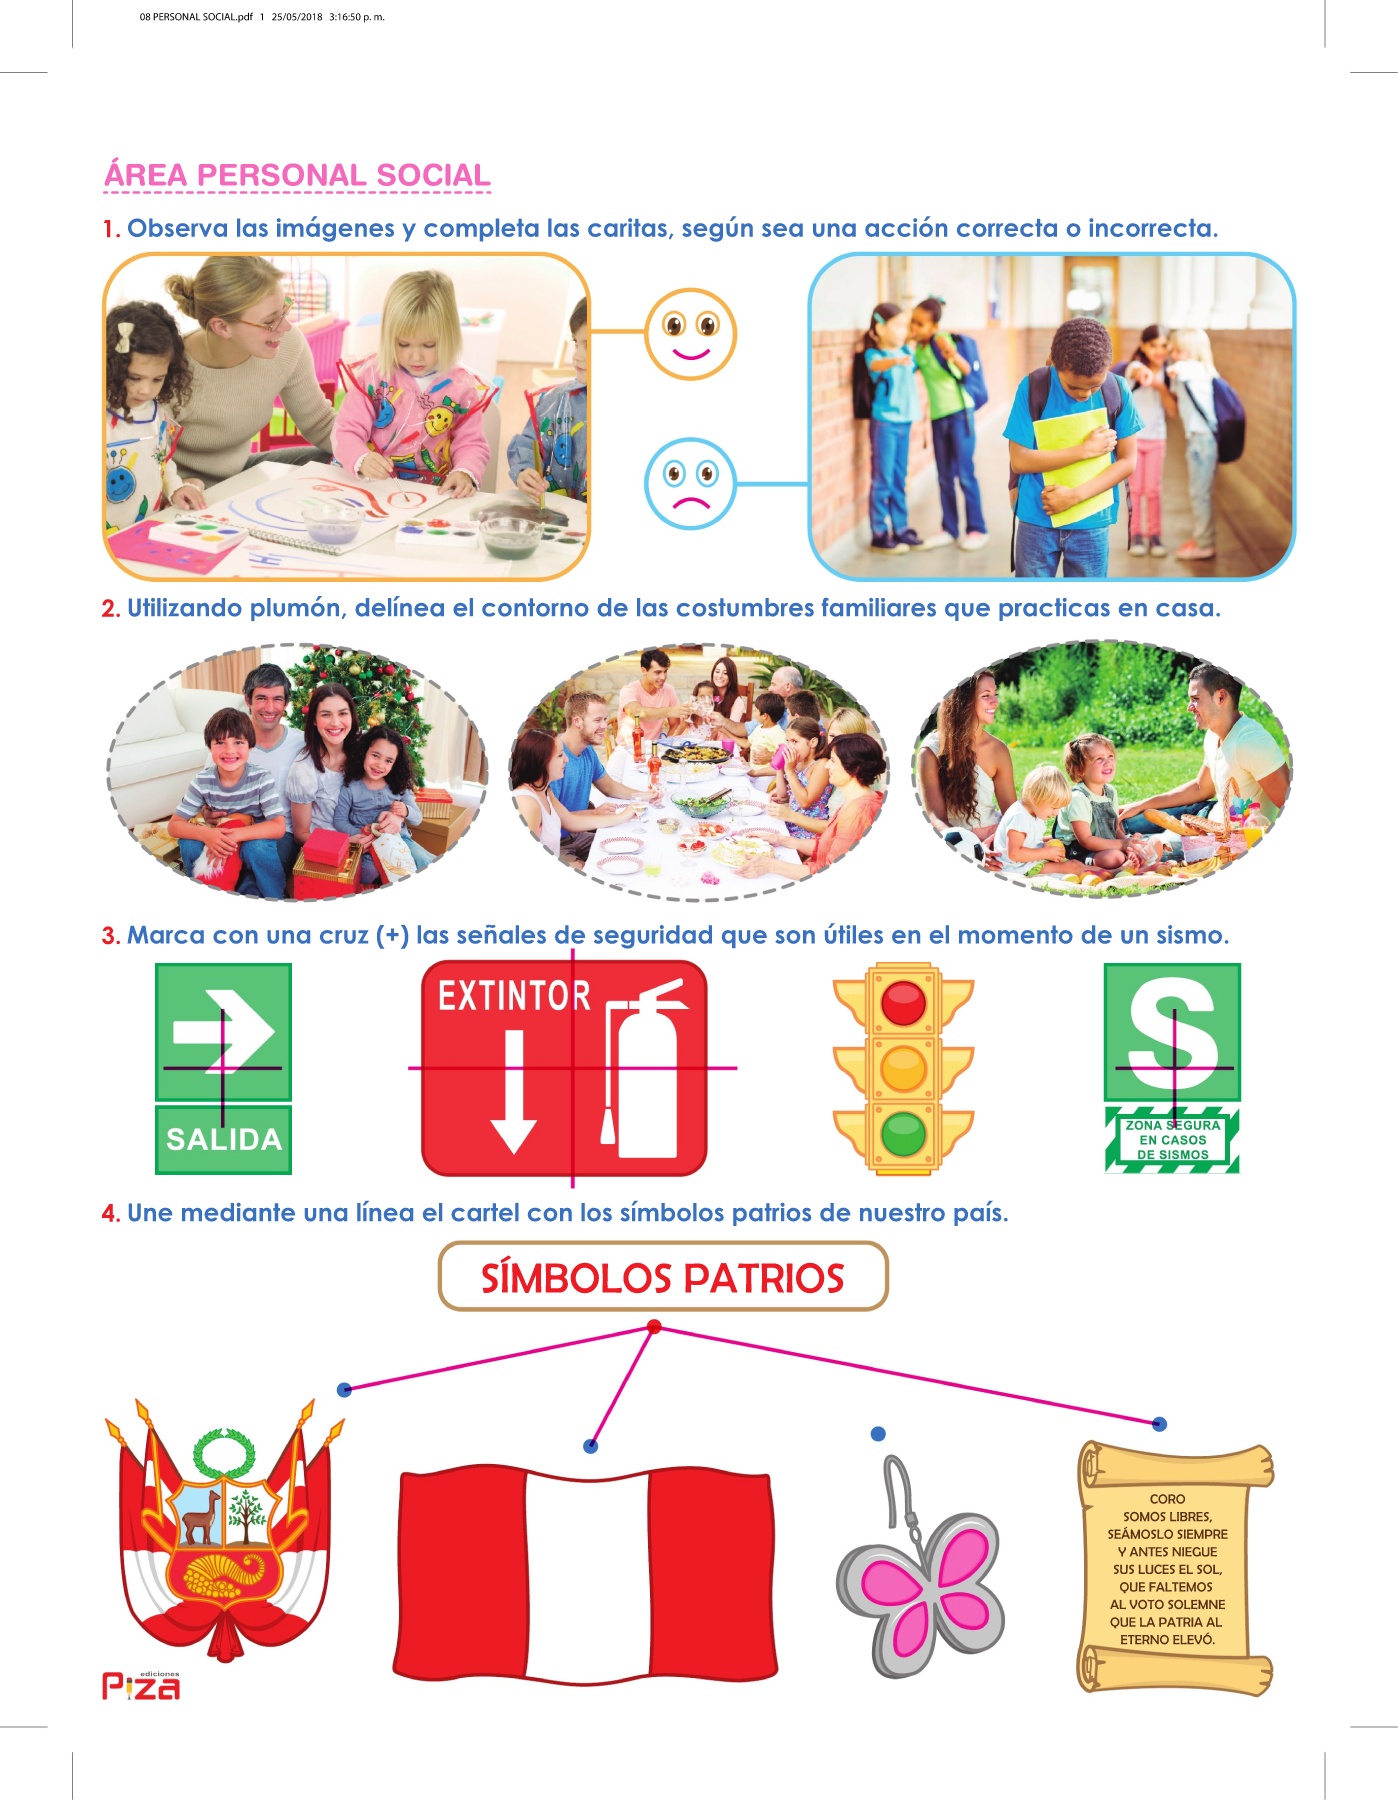 08 PERSONAL SOCIAL.pdf 1 25/05/2018 3:16:50 p. m.
ÁREA PERSONAL SOCIAL
1. Observa las imágenes y completa las caritas, según sea una acción correcta o incorrecta.
2. Utilizando plumón, delínea el contorno de las costumbres familiares que practicas en casa.
3. Marca con una cruz (+) las señales de seguridad que son útiles en el momento de un sismo.
SALIDA
EXTINTOR
S
ZONA SEGURA
EN CASOS
DE SISMOS
4. Une mediante una línea el cartel con los símbolos patrios de nuestro país.
SÍMBOLOS PATRIOS
CORO
SOMOS LIBRES,
SEÁMOSLO SIEMPRE
Y ANTES NIEGUE
SUS LUCES EL SOL,
QUE FALTEMOS
AL VOTO SOLEMNE
QUE LA PATRIA AL
ETERNO ELEVÓ.
ediciones
Piza